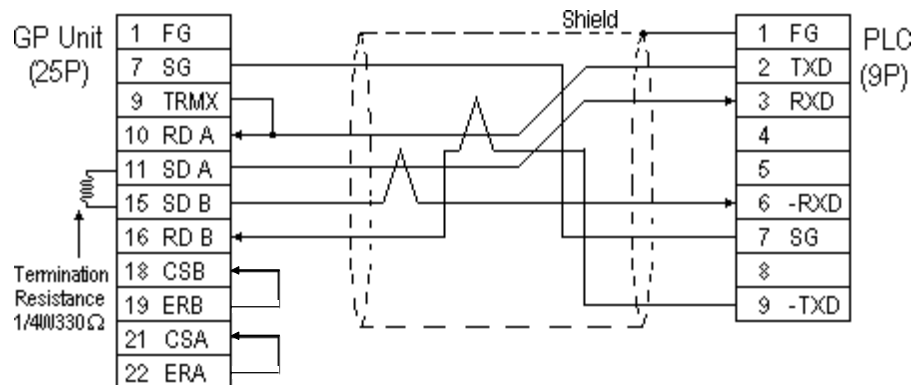 Shield
GP Unit
(25P)
1 FG
7 SG
9 TRMX
10 RD A
11 SD A
15 SD B
16 RD B
18 CSB
19 ERB
21 CSA
22 ERA
Termination
Resistance
1/4W330Ω
1 FG
2 TXD
3 RXD
4
5
6 -RXD
7 SG
8
9 -TXD
PLC
(9P)